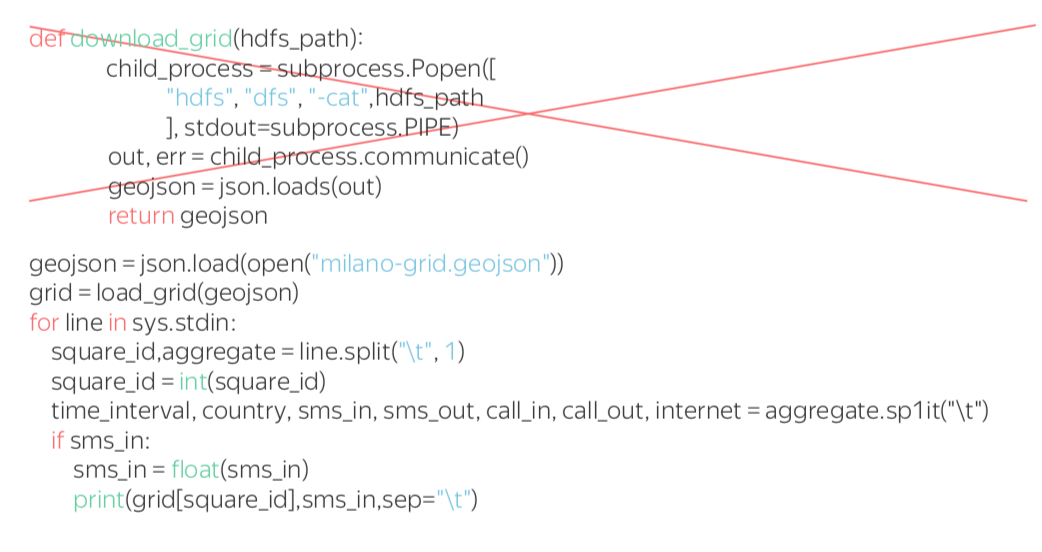 def download_grid(hdfs_path):
child_process = subprocess.Popen([
"hdfs", "dfs", "-cat",hdfs_path
], stdout=subprocess.PIPE)
out, err = child_process.communicate()
geojson = json.loads(out)
return geojson
geojson = json.load(open("milano-grid.geojson"))
grid = load_grid(geojson)
for line in sys.stdin:
square_id,aggregate = line.split("\t", 1)
square_id = int(square_id)
time_interval, country, sms_in, sms_out, call_in, call_out, internet = aggregate.sp1it("\t")
if sms_in:
sms_in = float(sms_in)
print(grid[square_id],sms_in,sep="\t")